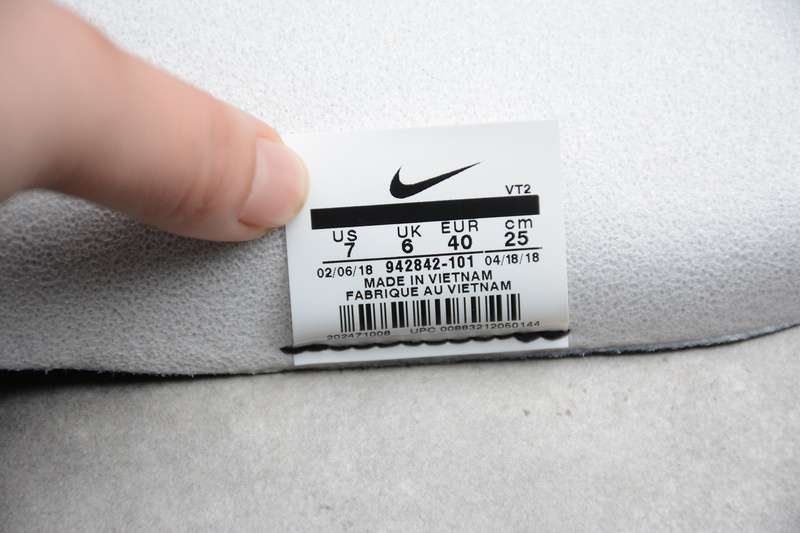 VT2
US UK EUR cm
7 6 40 25
02/06/18 942842-101 04/18/18
MADE IN VIETNAM
FABRIQUE AU VIETNAM
202471008 UPC 00883212050144